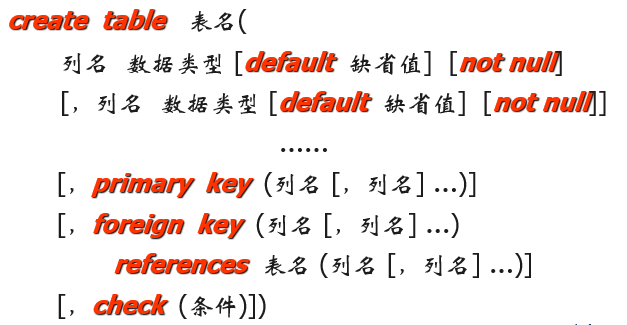 create table 表名(
列名 数据类型 [default 缺省值] [not null]
[, 列名 数据类型 [default 缺省值] [not null]]
……
[, primary key (列名 [, 列名] …)]
[, foreign key (列名 [, 列名] …)
references 表名 (列名 [, 列名] …)]
[, check (条件)])